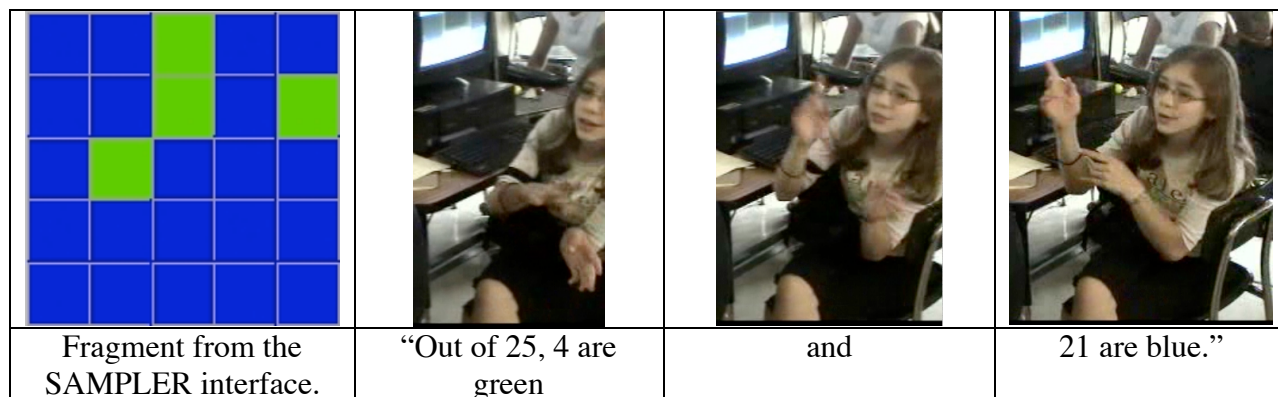 Fragment from the
SAMPLER interface.
“Out of 25, 4 are
green
and
21 are blue.”